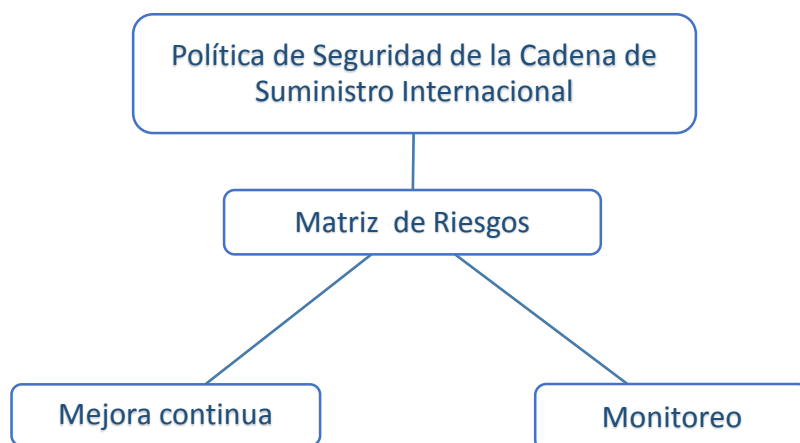 Política de Seguridad de la Cadena de
Suministro Internacional
Matriz de Riesgos
Mejora continua
Monitoreo